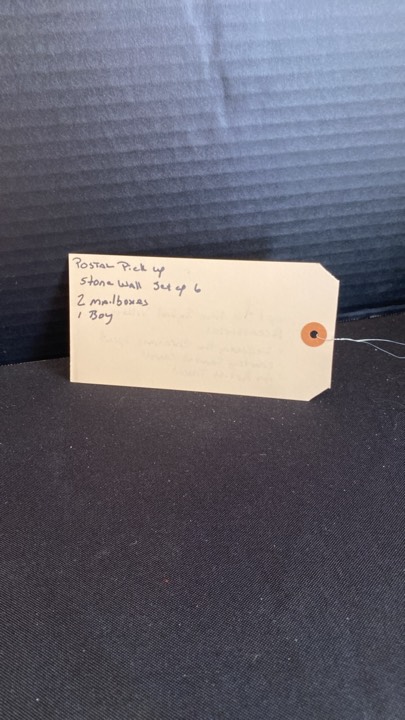 Postal Pick up
Stone Wall Set of 6
2 mailboxes
1 Boy